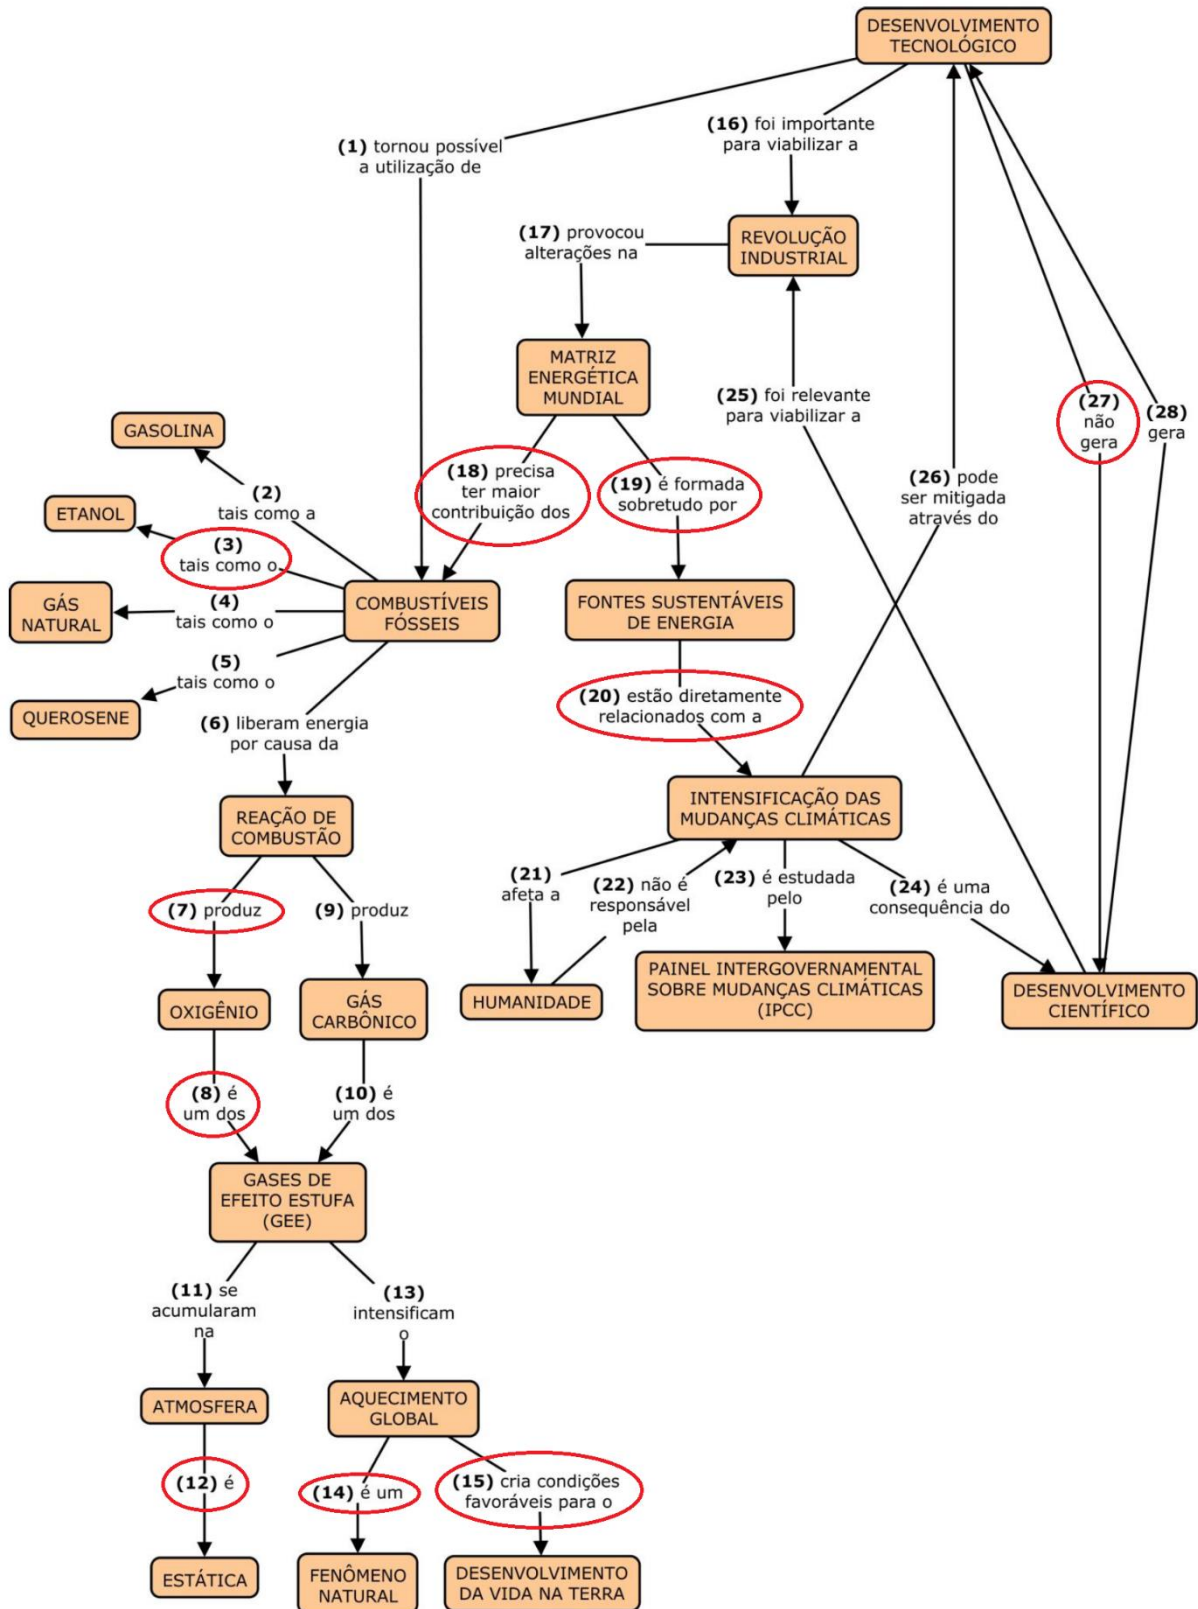 DESENVOLVIMENTO
TECNOLÓGICO
(1) tornou possível
a utilização de
(16) foi importante
para viabilizar a
(17) provocou
alterações na
REVOLUÇÃO
INDUSTRIAL
MATRIZ
ENERGÉTICA
MUNDIAL
(25) foi relevante
para viabilizar a
(27)
não
gera
(28)
gera
GASOLINA
(2)
tais como a
(18) precisa
ter maior
contribuição dos
(19) é formada
sobretudo por
(26) pode
ser mitigada
através do
ETANOL
(3)
tais como o
GÁS
NATURAL
(4)
tais como o
COMBUSTÍVEIS
FÓSSEIS
FONTES SUSTENTÁVEIS
DE ENERGIA
(5)
tais como o
QUEROSENE
(6) liberam energia
por causa da
(20) estão diretamente
relacionados com a
REAÇÃO DE
COMBUSTÃO
INTENSIFICAÇÃO DAS
MUDANÇAS CLIMÁTICAS
(7) produz
(9) produz
(21)
afeta a
(22) não é
responsável
pela
(23) é estudada
pelo
(24) é uma
consequência do
OXIGÊNIO
GÁS
CARBÔNICO
HUMANIDADE
PAINEL INTERGOVERNAMENTAL
SOBRE MUDANÇAS CLIMÁTICAS
(IPCC)
DESENVOLVIMENTO
CIENTÍFICO
(8) é
um dos
(10) é
um dos
GASES DE
EFEITO ESTUFA
(GEE)
(11) se
acumularam
na
(13)
intensificam
o
ATMOSFERA
AQUECIMENTO
GLOBAL
(12) é
(14) é um
(15) cria condições
favoráveis para o
ESTÁTICA
FENÔMENO
NATURAL
DESENVOLVIMENTO
DA VIDA NA TERRA